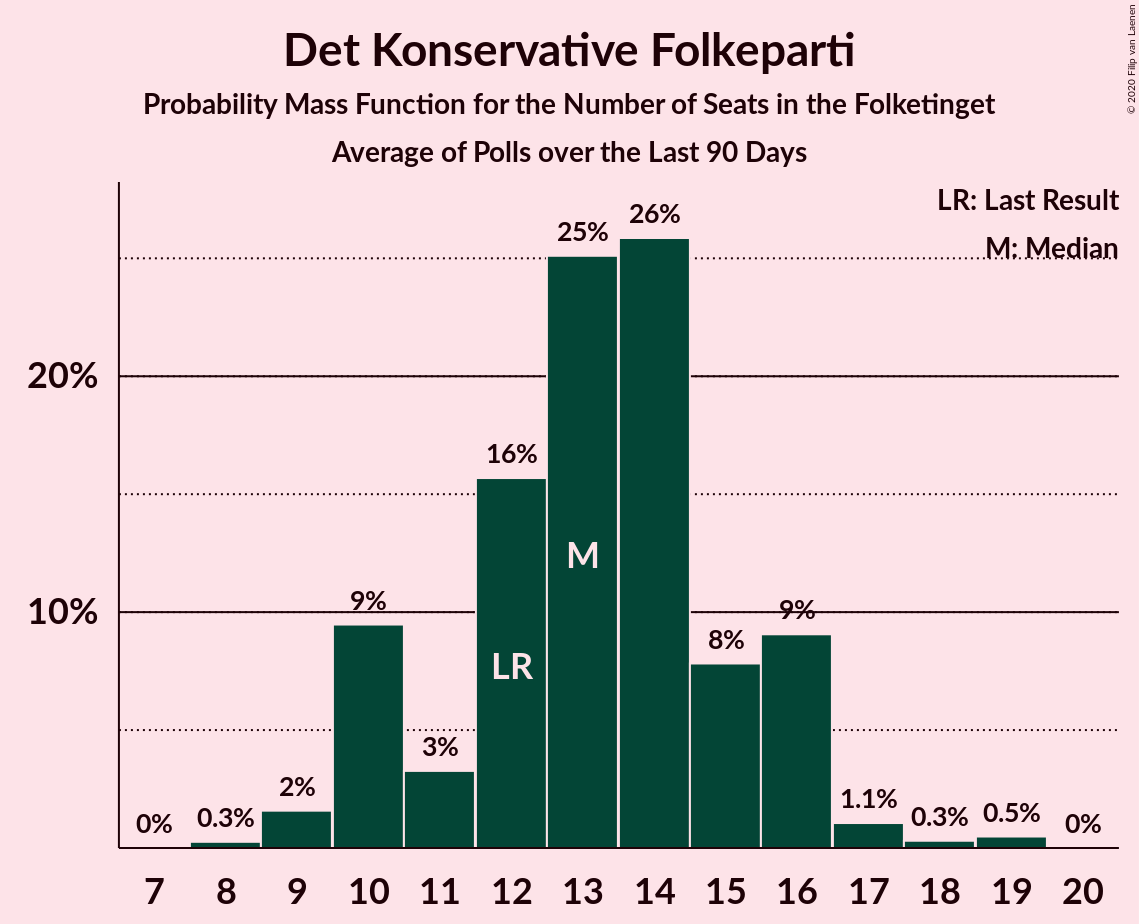 Det Konservative Folkeparti
Probability Mass Function for the Number of Seats in the Folketinget
Average of Polls over the Last 90 Days
© 2020 Filip van Laenen
LR: Last Result
M: Median
20%
10%
0%
0.3%
2%
9%
3%
16%
25%
26%
8%
9%
1.1%
0.3%
0.5%
0%
LR
M
7 8 9 10 11 12 13 14 15 16 17 18 19 20